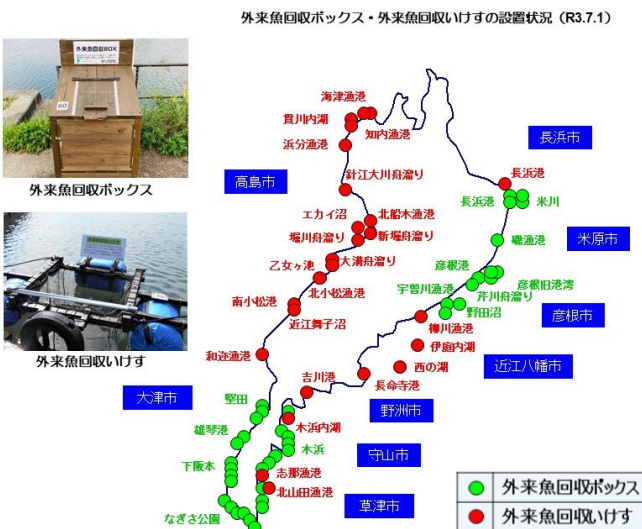 外来魚回収ボックス・外来魚回収いけすの設置状況（R3.7.1）
外来魚回収BOX
60
外来魚回収ボックス
外来魚回収いけす
海津漁港
貫川内湖
知内漁港
浜分漁港
長浜市
高島市
針江大川舟溜り
長浜港
長浜港
米川
エカイ沼
北船木漁港
堀川舟溜り
新堀舟溜り
磯漁港
米原市
大溝舟溜り
乙女ヶ池
彦根港
北小松漁港
宇曽川漁港
彦根旧港湾
南小松港
芹川舟溜り
野田沼
彦根市
近江舞子沼
柳川漁港
伊庭内湖
和迩漁港
西の湖
近江八幡市
吉川港
長命寺港
大津市
堅田
野洲市
木浜内湖
雄琴港
木浜
守山市
下阪本
志那漁港
北山田漁港
草津市
なぎさ公園
外来魚回収ボックス
外来魚回収いけす